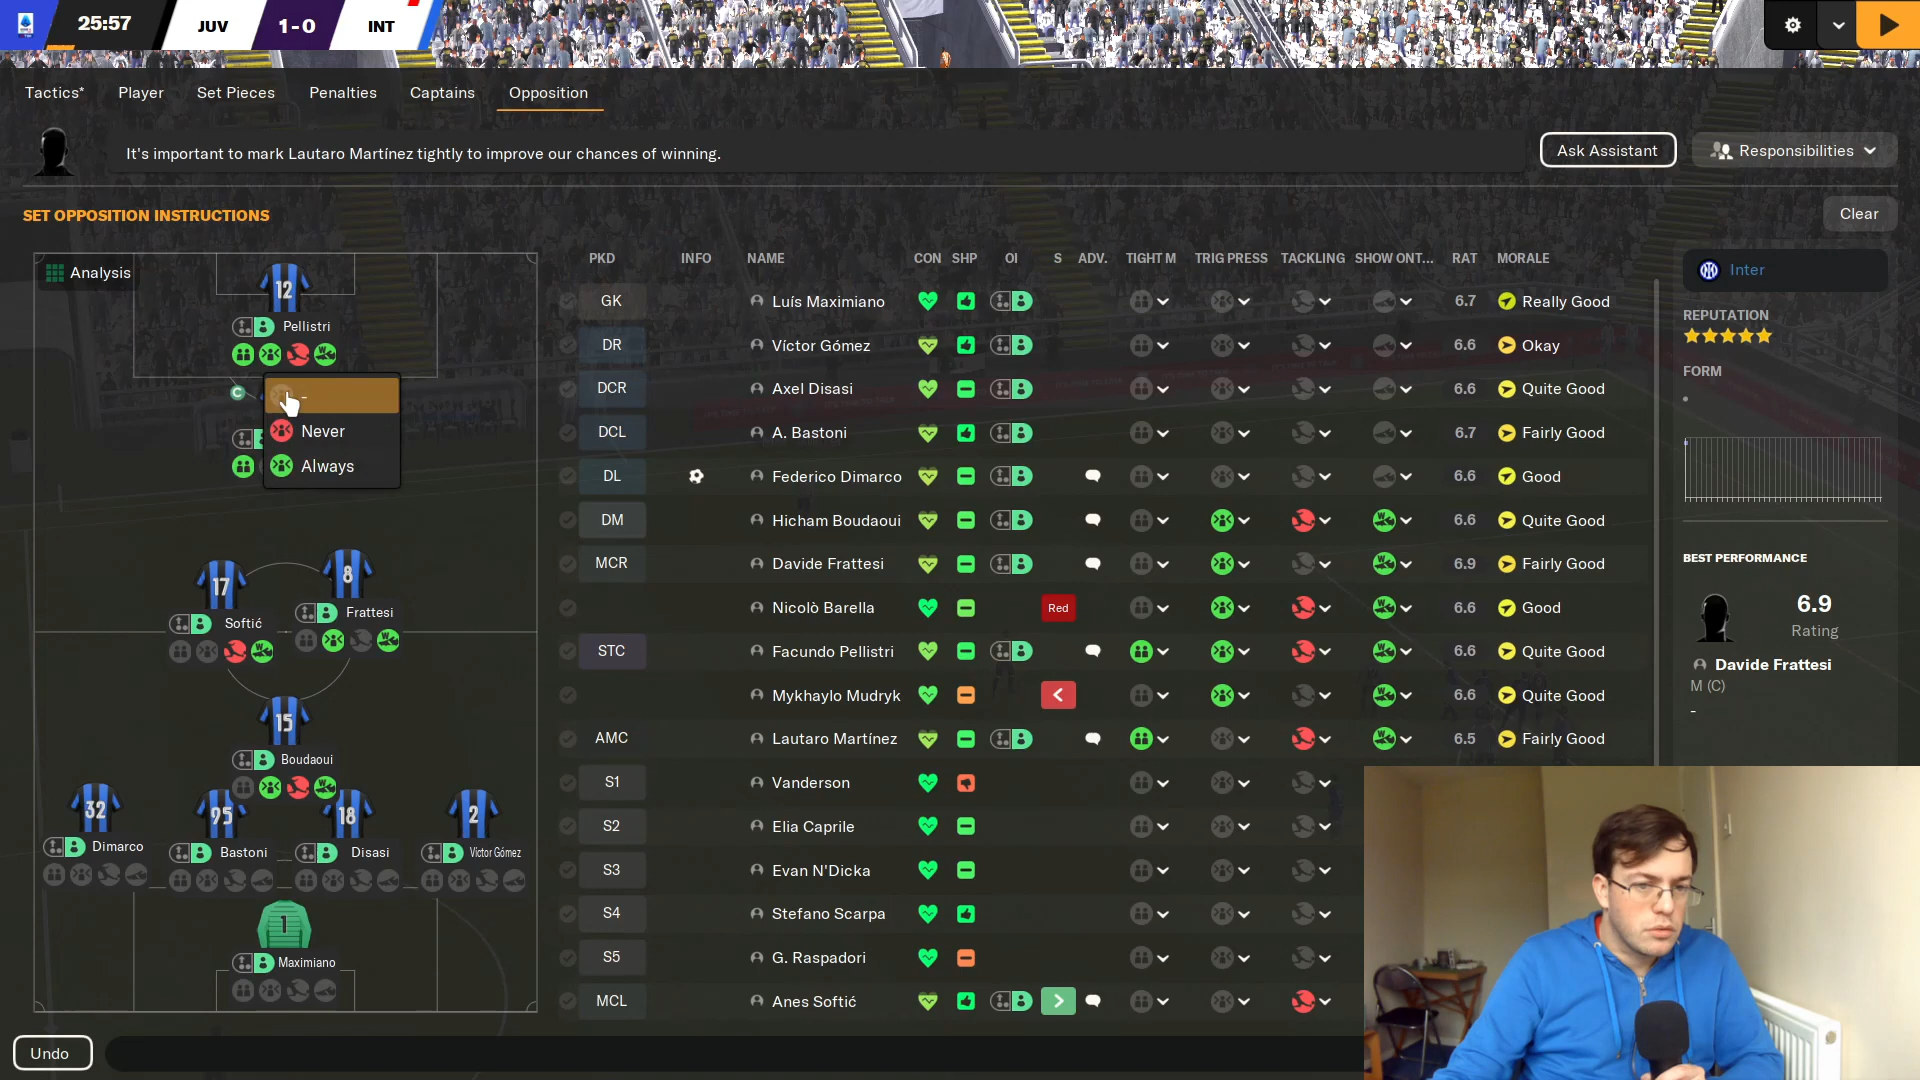 25:57 JUV 1-0 INT
Tactics* Player Set Pieces Penalties Captains Opposition
It's important to mark Lautaro Martínez tightly to improve our chances of winning.
Ask Assistant Responsibilities
SET OPPOSITION INSTRUCTIONS
Clear
Analysis
12
Pellistri
C
-
Never
Always
17 Softić
8 Frattesi
15
Boudaoui
32 95 18 2
Dimarco Bastoni Disasi Víctor Gómez
1
Maximiano
PKD INFO NAME CON SHP OI S ADV. TIGHT M TRIG PRESS TACKLING SHOW ONT... RAT MORALE
GK Luís Maximiano 6.7 Really Good
DR Víctor Gómez 6.6 Okay
DCR Axel Disasi 6.6 Quite Good
DCL A. Bastoni 6.7 Fairly Good
DL Federico Dimarco 6.6 Good
DM Hicham Boudaoui 6.6 Quite Good
MCR Davide Frattesi 6.9 Fairly Good
Nicolò Barella Red 6.6 Good
STC Facundo Pellistri 6.6 Quite Good
Mykhaylo Mudryk 6.6 Quite Good
AMC Lautaro Martínez 6.5 Fairly Good
S1 Vanderson
S2 Elia Caprile
S3 Evan N'Dicka
S4 Stefano Scarpa
S5 G. Raspadori
MCL Anes Softić
Inter
REPUTATION
FORM
BEST PERFORMANCE
6.9
Rating
Davide Frattesi
M (C)
-
Undo